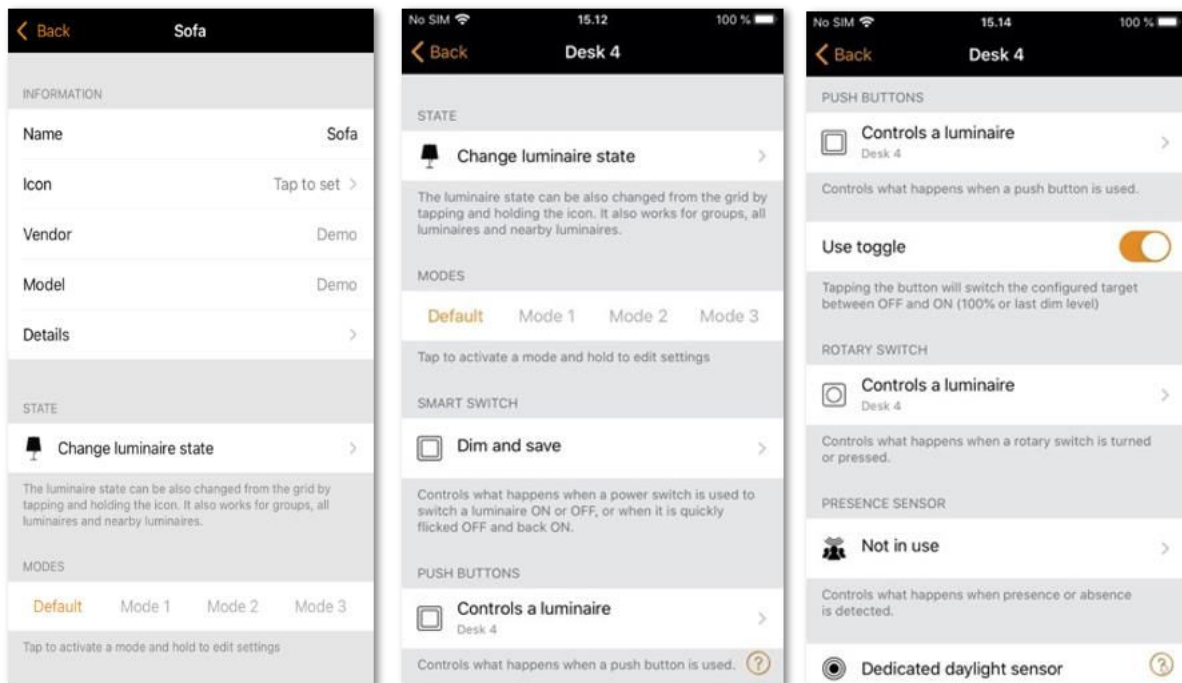 Back
Sofa
INFORMATION
Name
Sofa
Icon
Tap to set
Vendor
Demo
Model
Demo
Details
STATE
Change luminaire state
The luminaire state can be also changed from the grid by
tapping and holding the icon. It also works for groups, all
luminaires and nearby luminaires.
MODES
Default
Mode 1
Mode 2
Mode 3
Tap to activate a mode and hold to edit settings
No SIM
15.12
100 %
Back
Desk 4
STATE
Change luminaire state
The luminaire state can be also changed from the grid by
tapping and holding the icon. It also works for groups, all
luminaires and nearby luminaires.
MODES
Default
Mode 1
Mode 2
Mode 3
Tap to activate a mode and hold to edit settings
SMART SWITCH
Dim and save
Controls what happens when a power switch is used to
switch a luminaire ON or OFF, or when it is quickly
flicked OFF and back ON.
PUSH BUTTONS
Controls a luminaire
Desk 4
Controls what happens when a push button is used.
?
No SIM
15.14
100 %
Back
Desk 4
PUSH BUTTONS
Controls a luminaire
Desk 4
Controls what happens when a push button is used.
Use toggle
Tapping the button will switch the configured target
between OFF and ON (100% or last dim level)
ROTARY SWITCH
Controls a luminaire
Desk 4
Controls what happens when a rotary switch is turned
or pressed.
PRESENCE SENSOR
Not in use
Controls what happens when presence or absence
is detected.
Dedicated daylight sensor
?